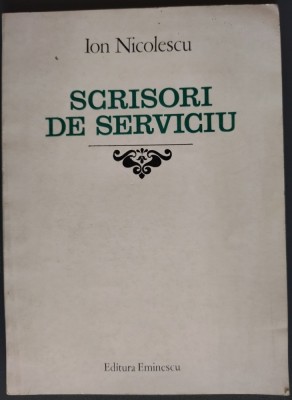 Ion Nicolescu
SCRISORI
DE SERVICIU
Editura Eminescu